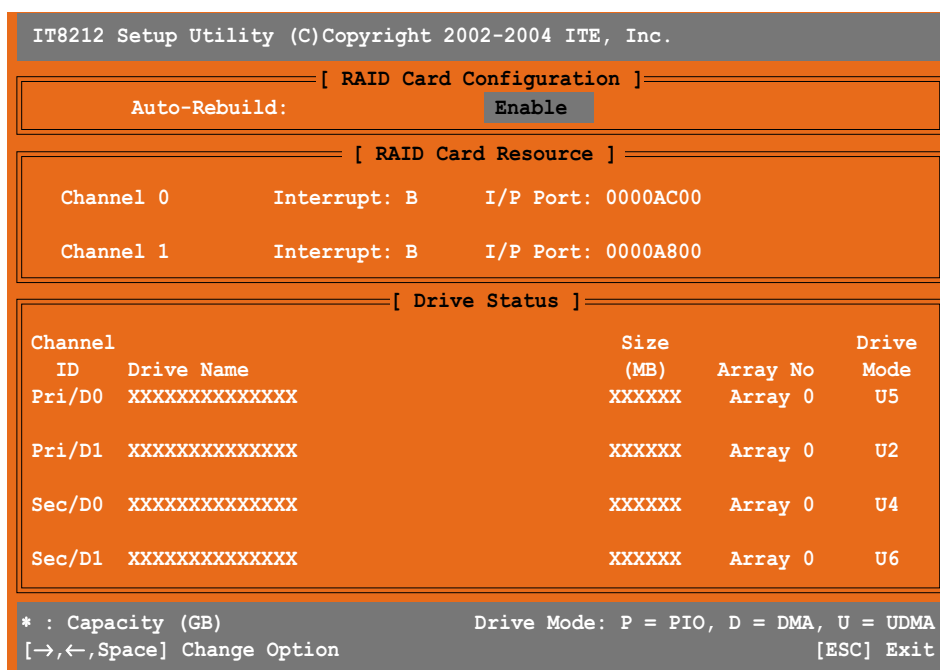 IT8212 Setup Utility (C)Copyright 2002-2004 ITE, Inc.
[ RAID Card Configuration ]
Auto-Rebuild: Enable
[ RAID Card Resource ]
Channel 0 Interrupt: B I/P Port: 0000AC00
Channel 1 Interrupt: B I/P Port: 0000A800
[ Drive Status ]
Channel Size Drive
ID Drive Name (MB) Array No Mode
Pri/D0 XXXXXXXXXXXXXX XXXXXX Array 0 U5
Pri/D1 XXXXXXXXXXXXXX XXXXXX Array 0 U2
Sec/D0 XXXXXXXXXXXXXX XXXXXX Array 0 U4
Sec/D1 XXXXXXXXXXXXXX XXXXXX Array 0 U6
* : Capacity (GB) Drive Mode: P = PIO, D = DMA, U = UDMA
[→,←,Space] Change Option [ESC] Exit